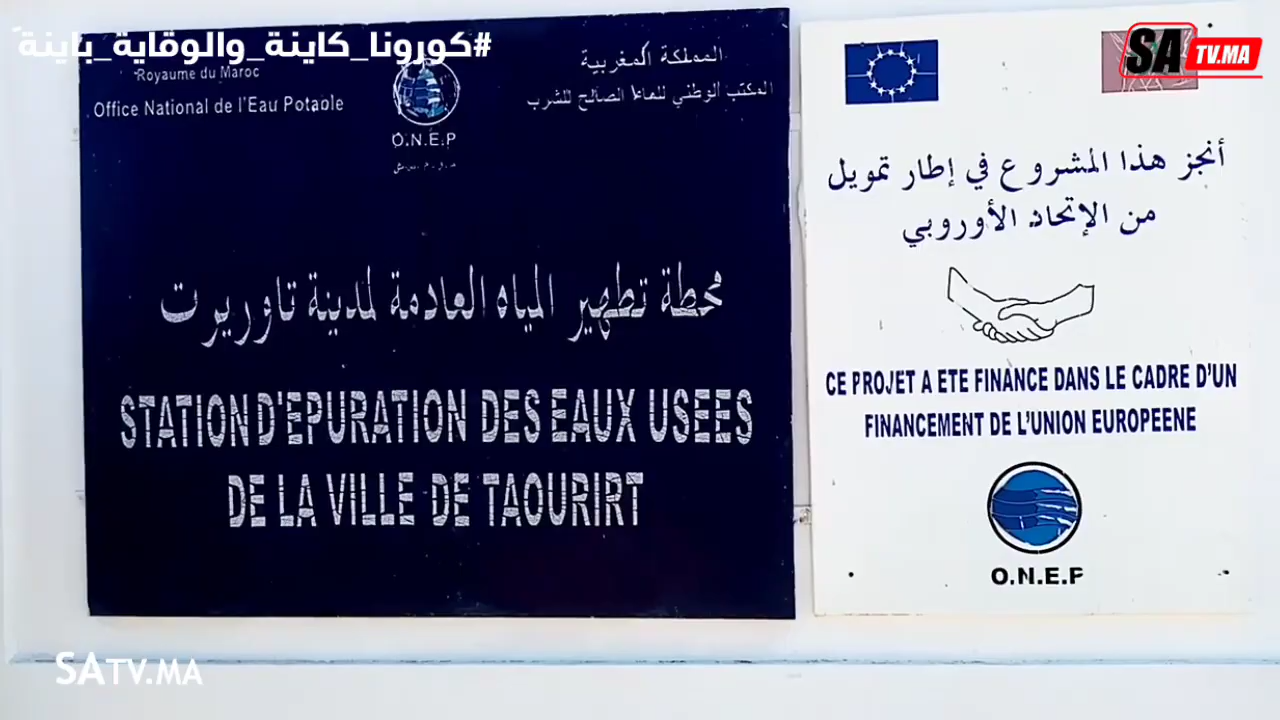 #كورونا_كاينة_والوقاية_باينة
SA TV.MA
Royaume du Maroc
Office National de l'Eau Potable
المملكة المغربية
المكتب الوطني للماء الصالح للشرب
O.N.E.P
محطة تطهير المياه العادمة لمدينة تاوريرت
STATION D'EPURATION DES EAUX USEES
DE LA VILLE DE TAOURIRT
أنجز هذا المشروع في إطار تمويل
من الإتحاد الأوروبي
CE PROJET A ETE FINANCE DANS LE CADRE D'UN
FINANCEMENT DE L'UNION EUROPEENE
O.N.E.P
SATV.MA